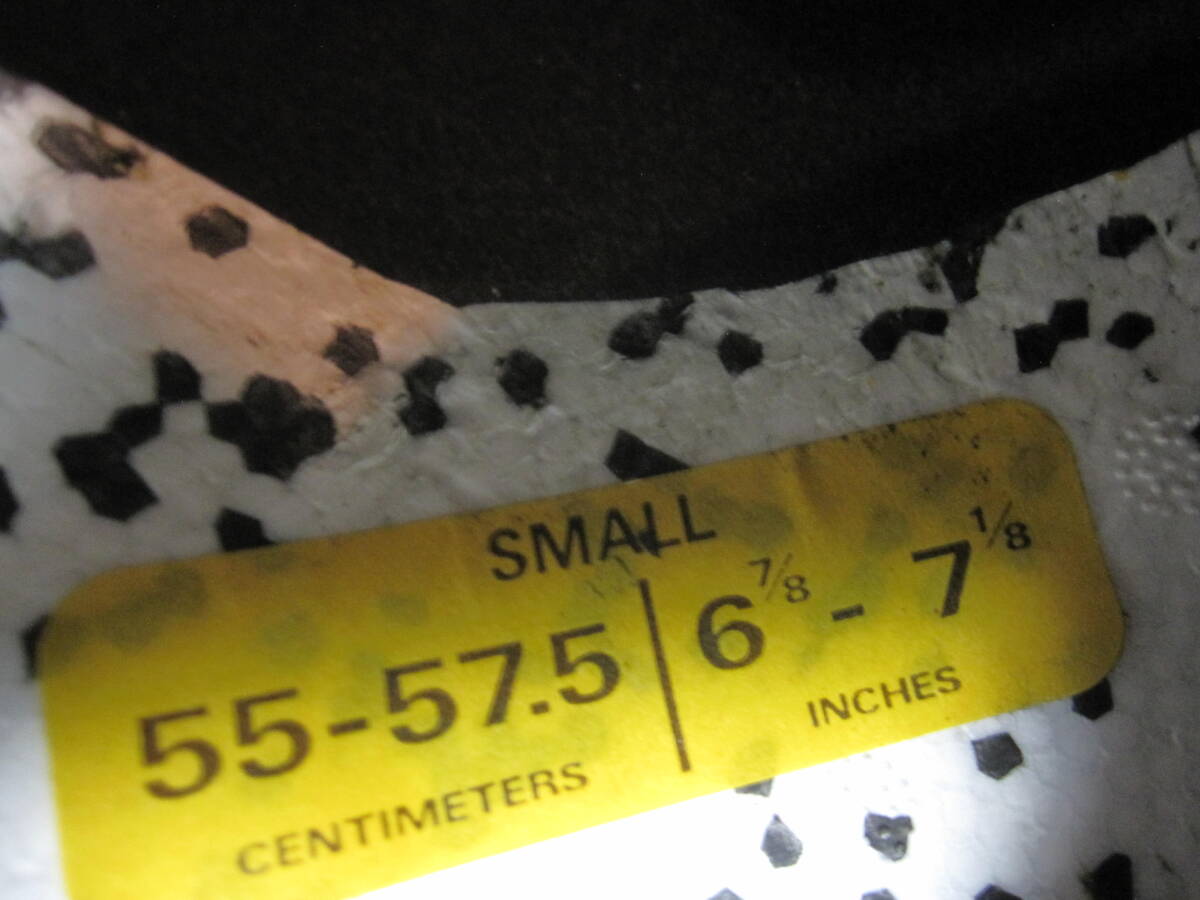 SMALL
55-57.5 | 6 7/8 - 7 1/8
CENTIMETERS INCHES